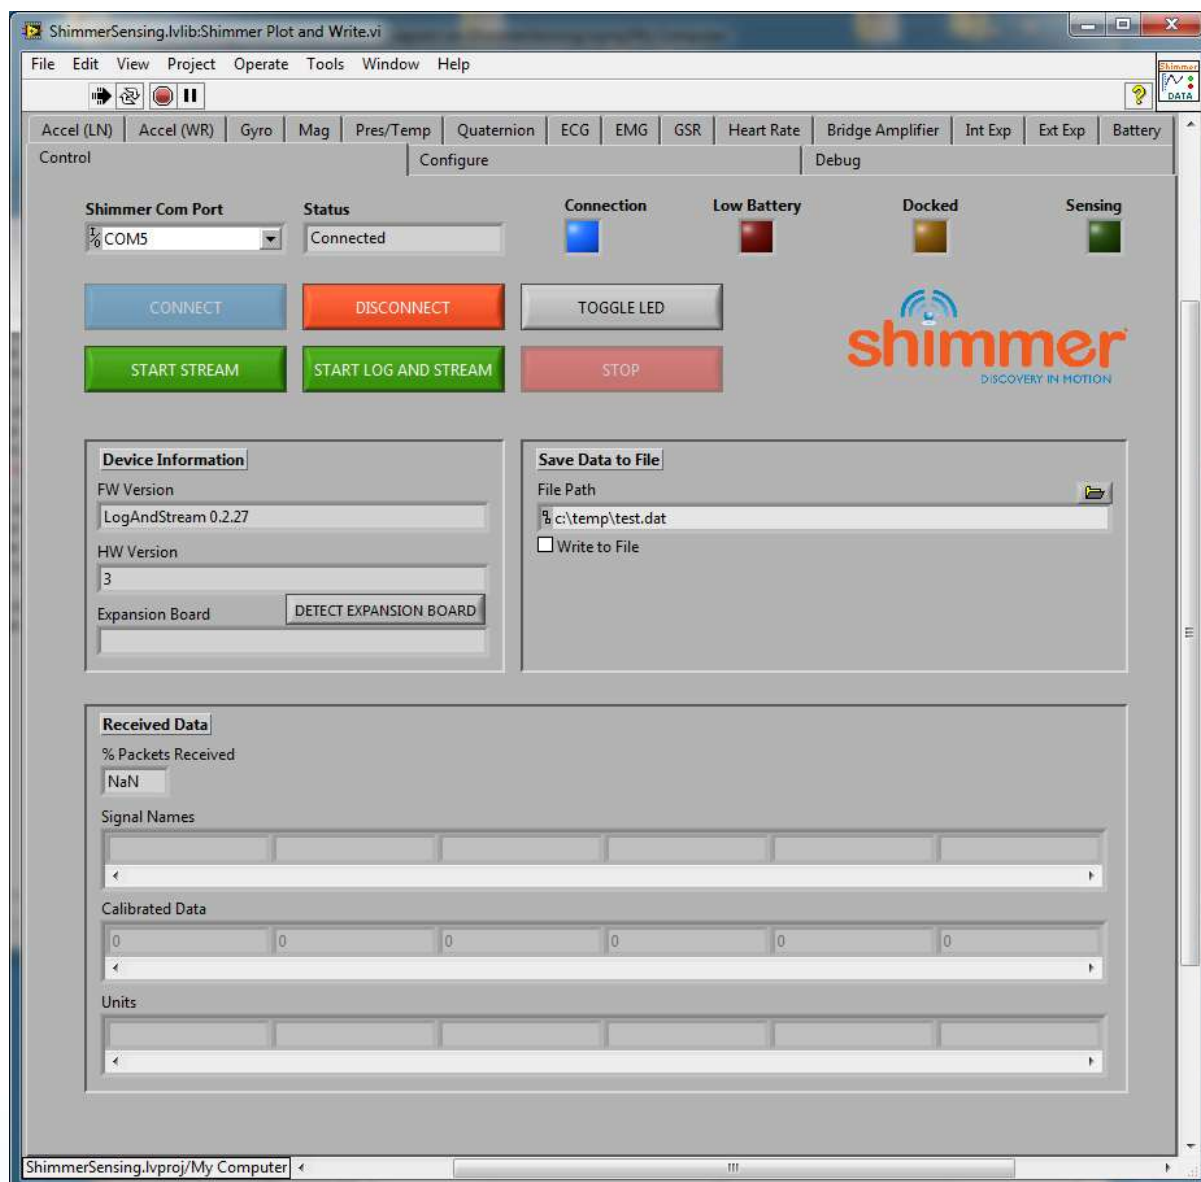 ShimmerSensing.lvlib:Shimmer Plot and Write.vi
File Edit View Project Operate Tools Window Help
Shimmer
DATA
Accel (LN) Accel (WR) Gyro Mag Pres/Temp Quaternion ECG EMG GSR Heart Rate Bridge Amplifier Int Exp Ext Exp Battery
Control Configure Debug
Shimmer Com Port Status Connection Low Battery Docked Sensing
COM5 Connected
CONNECT DISCONNECT TOGGLE LED
shimmer
START STREAM START LOG AND STREAM STOP
DISCOVERY IN MOTION
Device Information
FW Version
LogAndStream 0.2.27
HW Version
3
Expansion Board DETECT EXPANSION BOARD
Save Data to File
File Path
c:\temp\test.dat
Write to File
Received Data
% Packets Received
NaN
Signal Names
Calibrated Data
0 0 0 0 0 0
Units
ShimmerSensing.lvproj/My Computer